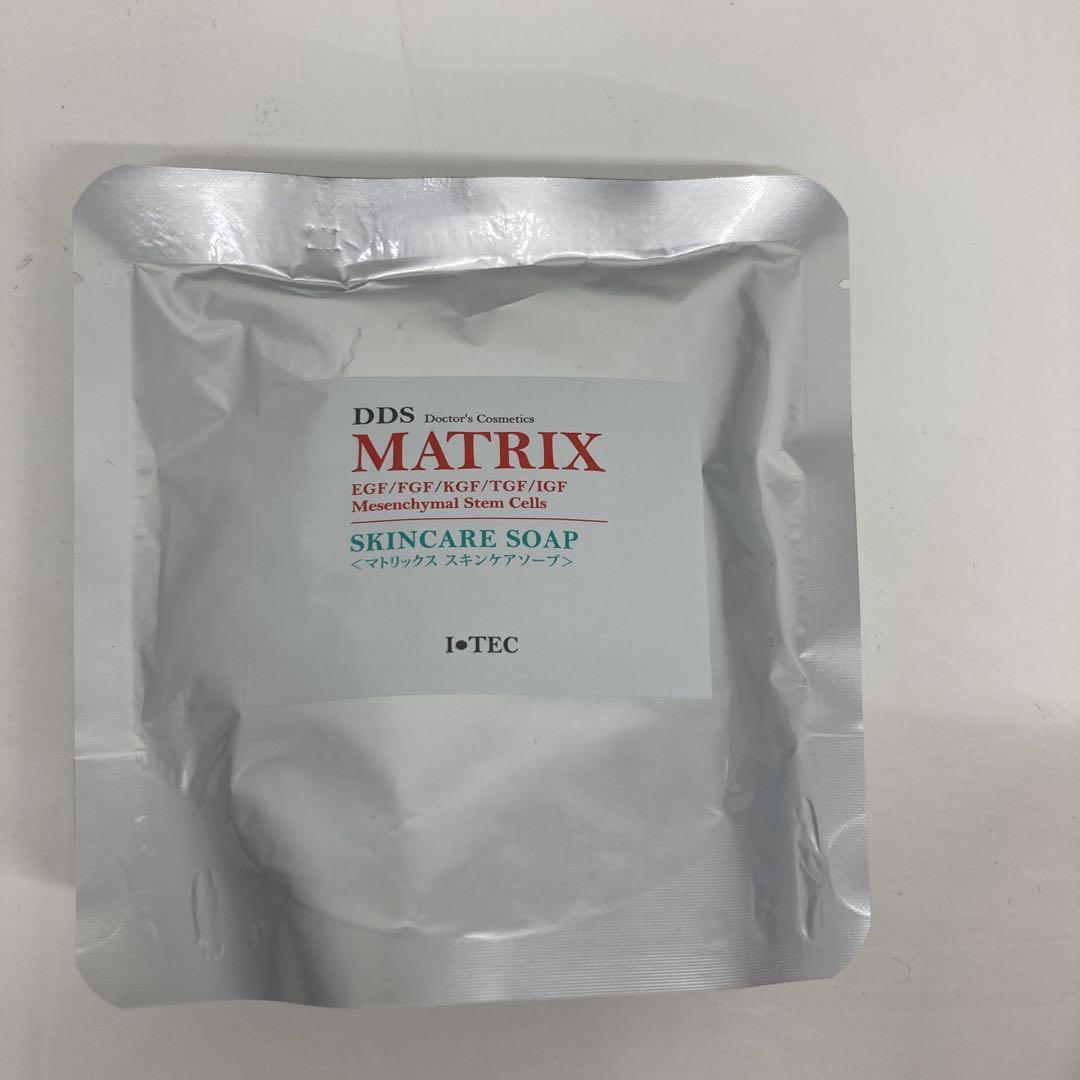 DDS Doctor's Cosmetics
MATRIX
EGF/FGF/KGF/TGF/IGF
Mesenchymal Stem Cells
SKINCARE SOAP
<マトリックス スキンケアソープ>
I•TEC